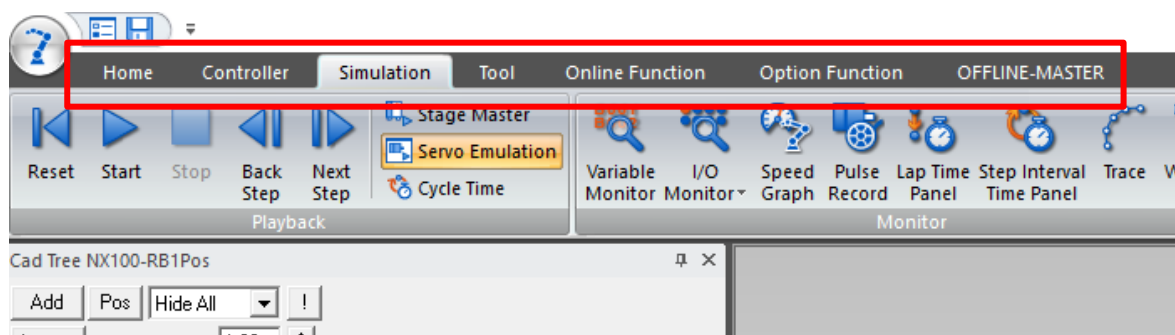 Home Controller Simulation Tool Online Function Option Function OFFLINE-MASTER
Reset Start Stop Back Step Next Step
Stage Master
Servo Emulation
Cycle Time
Playback
Variable Monitor I/O Monitor Speed Graph Pulse Record Lap Time Panel Step Interval Time Panel Trace
Monitor
Cad Tree NX100-RB1Pos
Add Pos Hide All !